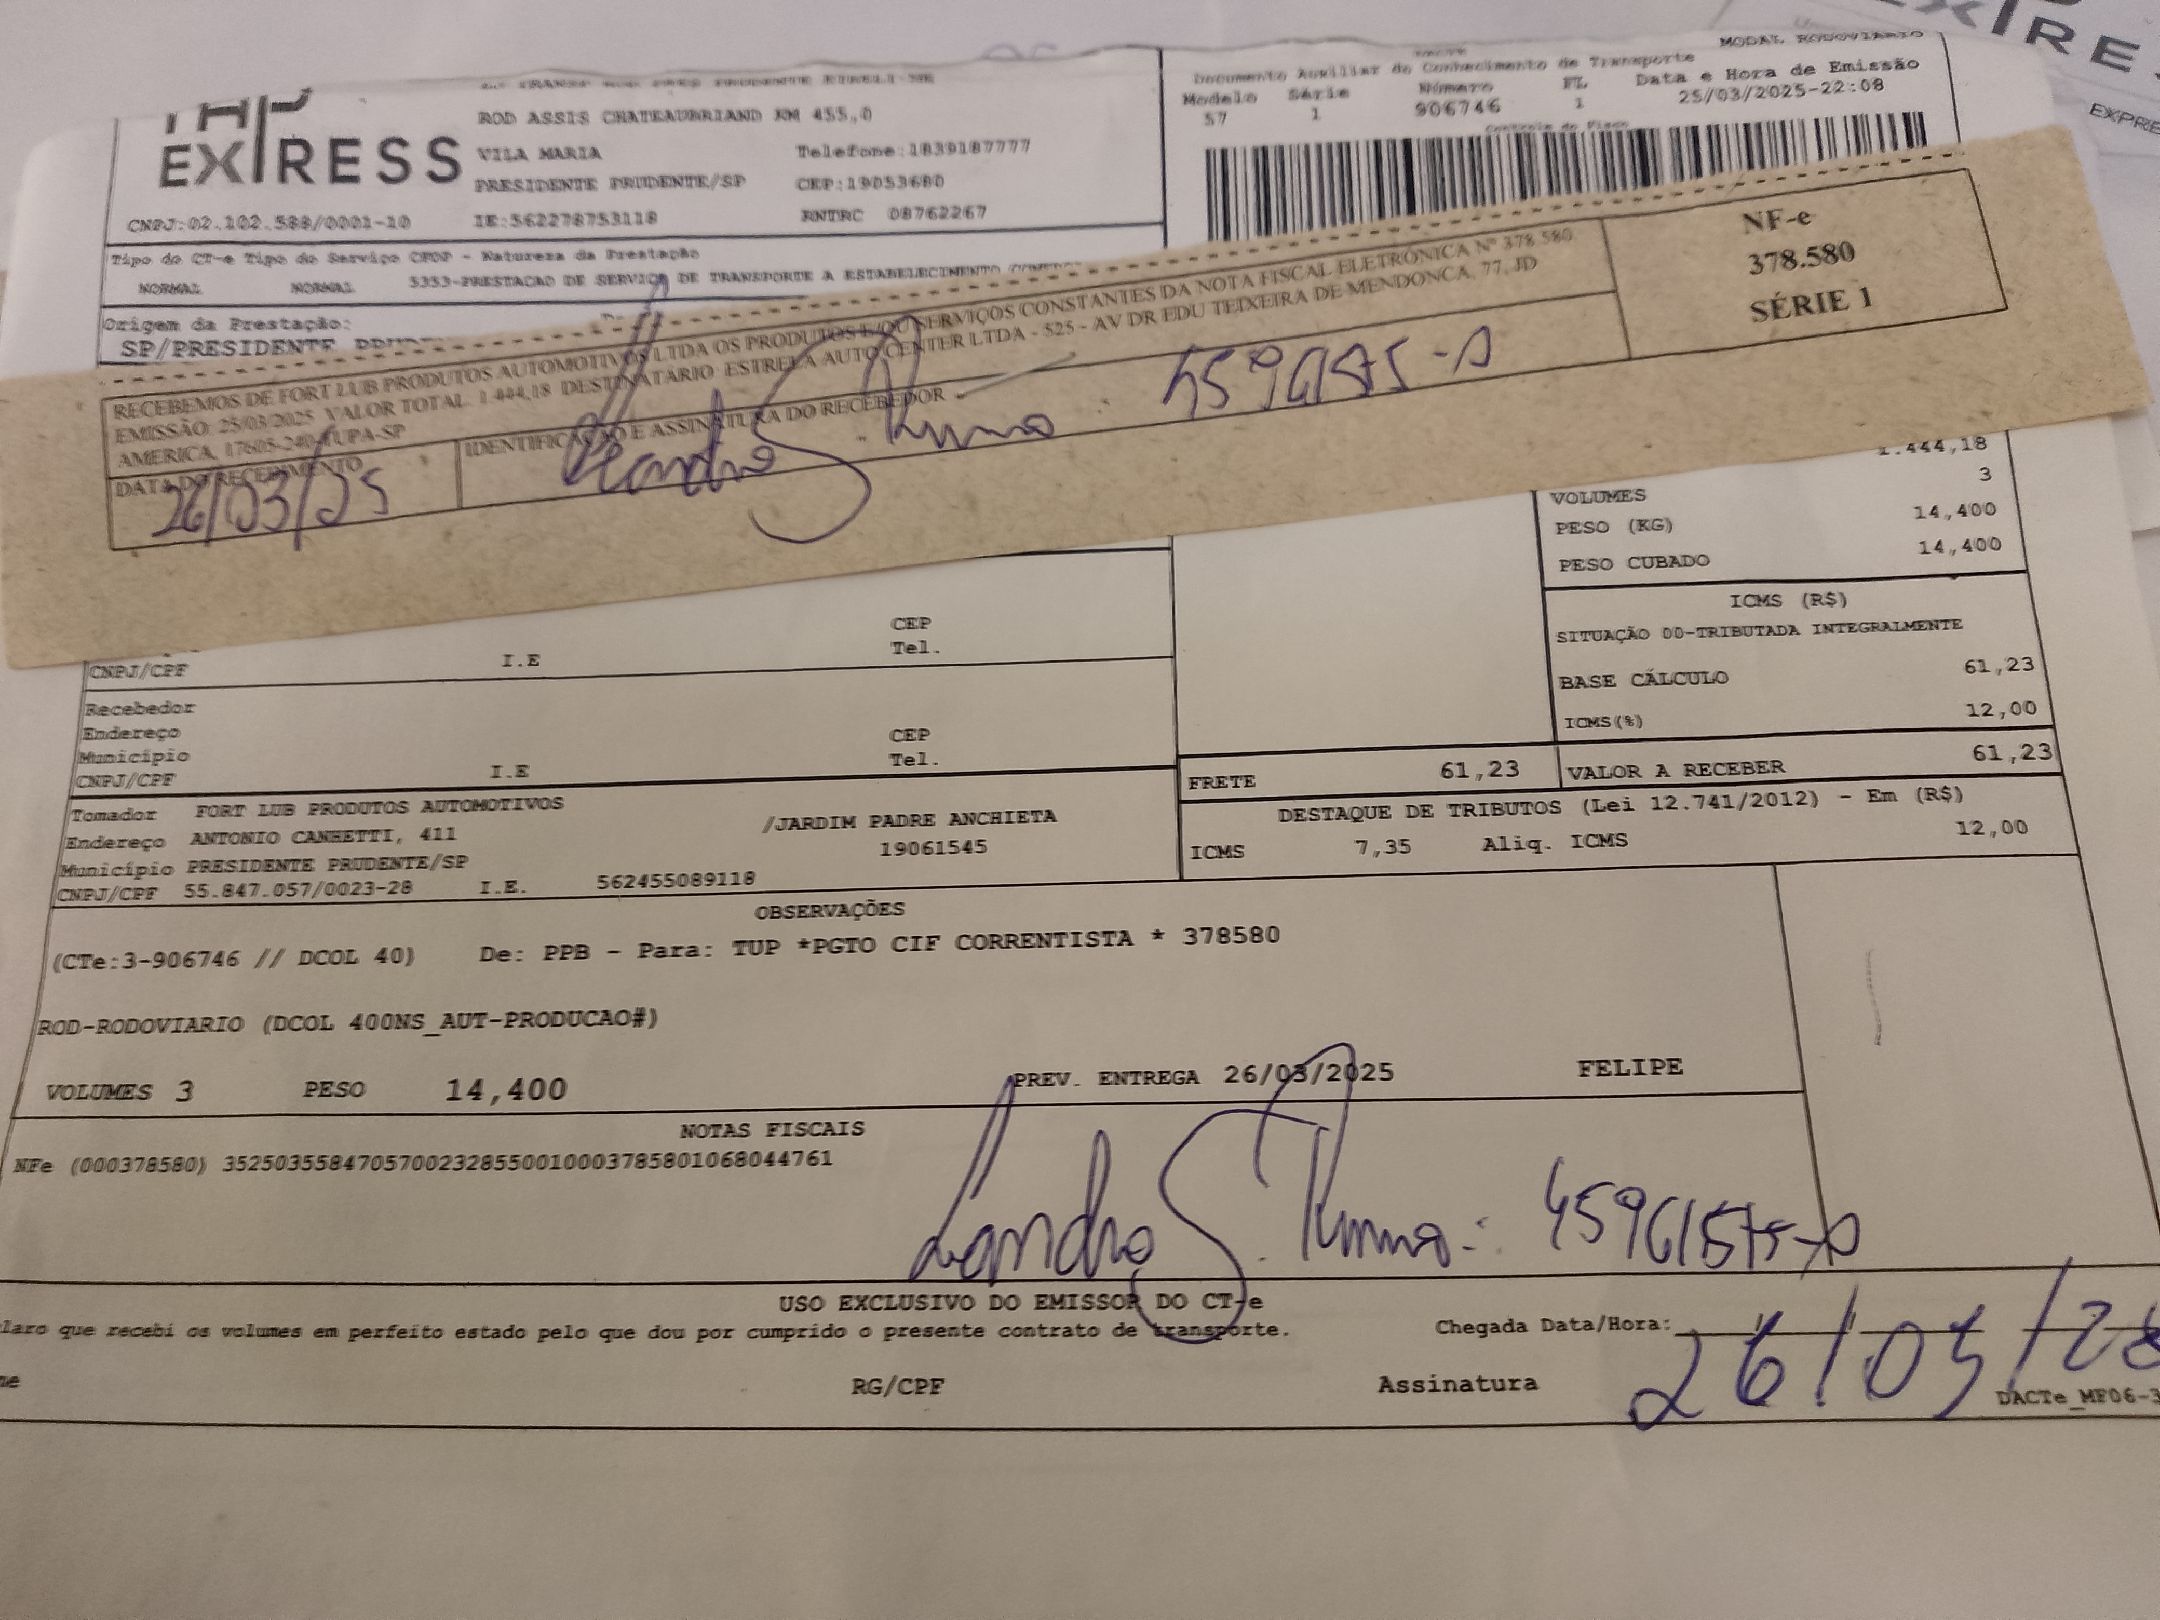 EXPRESS
ROD ASSIS CHATEAUBRIAND KM 455,0
VILA MARIA Telefone:1839187777
PRESIDENTE PRUDENTE/SP CEP:19053680
CNPJ:02.102.588/0001-10 IE:562278753118 RNTRC 08762267
MODAL RODOVIARIO
Documento Auxiliar do Conhecimento de Transporte
Modelo Série Número FL Data e Hora de Emissão
57 1 906746 1 25/03/2025-22:08
Controle do Fisco
Tipo do CT-e Tipo do Serviço CFOP - Natureza da Prestação
NORMAL NORMAL 5353-PRESTACAO DE SERVIÇO DE TRANSPORTE A ESTABELECIMENTO
Origem da Prestação:
SP/PRESIDENTE
RECEBEMOS DE FORT LUB PRODUTOS AUTOMOTIVOS LTDA OS PRODUTOS E/OU SERVIÇOS CONSTANTES DA NOTA FISCAL ELETRÔNICA Nº 378.580
EMISSÃO: 25/03/2025 VALOR TOTAL: 1.444,18 DESTINATÁRIO: ESTRELA AUTO CENTER LTDA - 525 - AV DR EDU TEIXEIRA DE MENDONCA, 77, JD
AMERICA, 17605-240 TUPA-SP
DATA DO RECEBIMENTO IDENTIFICAÇÃO E ASSINATURA DO RECEBEDOR
26/03/25 Leandro S.
NF-e
378.580
SÉRIE 1
1.444,18
VOLUMES 3
PESO (KG) 14,400
PESO CUBADO 14,400
ICMS (R$)
SITUAÇÃO 00-TRIBUTADA INTEGRALMENTE
BASE CÁLCULO 61,23
ICMS(%) 12,00
CEP
Tel.
CNPJ/CPF I.E
Recebedor
Endereço CEP
Município Tel.
CNPJ/CPF I.E
FRETE 61,23 VALOR A RECEBER 61,23
Tomador FORT LUB PRODUTOS AUTOMOTIVOS
Endereço ANTONIO CANHETTI, 411 /JARDIM PADRE ANCHIETA
Município PRESIDENTE PRUDENTE/SP 19061545
CNPJ/CPF 55.847.057/0023-28 I.E. 562455089118
DESTAQUE DE TRIBUTOS (Lei 12.741/2012) - Em (R$)
ICMS 7,35 Aliq. ICMS 12,00
OBSERVAÇÕES
(CTe:3-906746 // DCOL 40) De: PPB - Para: TUP *PGTO CIF CORRENTISTA * 378580
ROD-RODOVIARIO (DCOL 400NS_AUT-PRODUCAO#)
VOLUMES 3 PESO 14,400 PREV. ENTREGA 26/03/2025 FELIPE
NOTAS FISCAIS
NFe (000378580) 35250355847057002328550010003785801068044761
Leandro S.
USO EXCLUSIVO DO EMISSOR DO CT-e
laro que recebi os volumes em perfeito estado pelo que dou por cumprido o presente contrato de transporte. Chegada Data/Hora:
RG/CPF Assinatura
DACTe_MF06-3